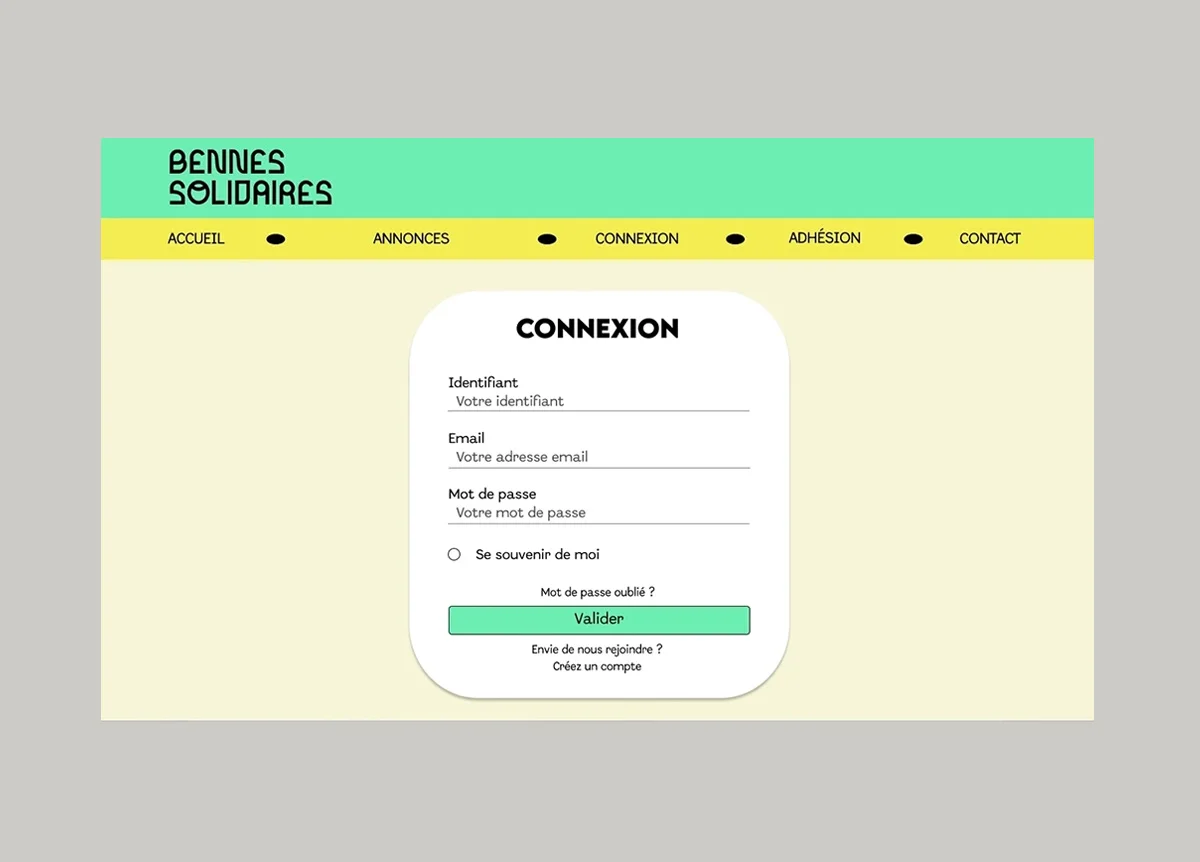 BENNES
SOLIDAIRES
ACCUEIL ANNONCES CONNEXION ADHÉSION CONTACT
CONNEXION
Identifiant
Votre identifiant
Email
Votre adresse email
Mot de passe
Votre mot de passe
Se souvenir de moi
Mot de passe oublié ?
Valider
Envie de nous rejoindre ?
Créez un compte